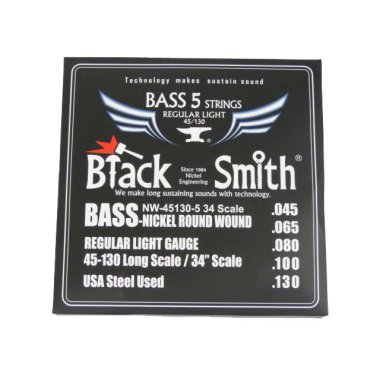 Technology makes sustain sound
BASS 5 STRINGS
REGULAR LIGHT
45/130
Black Smith ®
Since 1984
Nickel
Engineering
We make long sustaining sounds with technology.
BASS NW-45130-5 34 Scale
-NICKEL ROUND WOUND
REGULAR LIGHT GAUGE
45-130 Long Scale / 34" Scale
USA Steel Used
.045
.065
.080
.100
.130